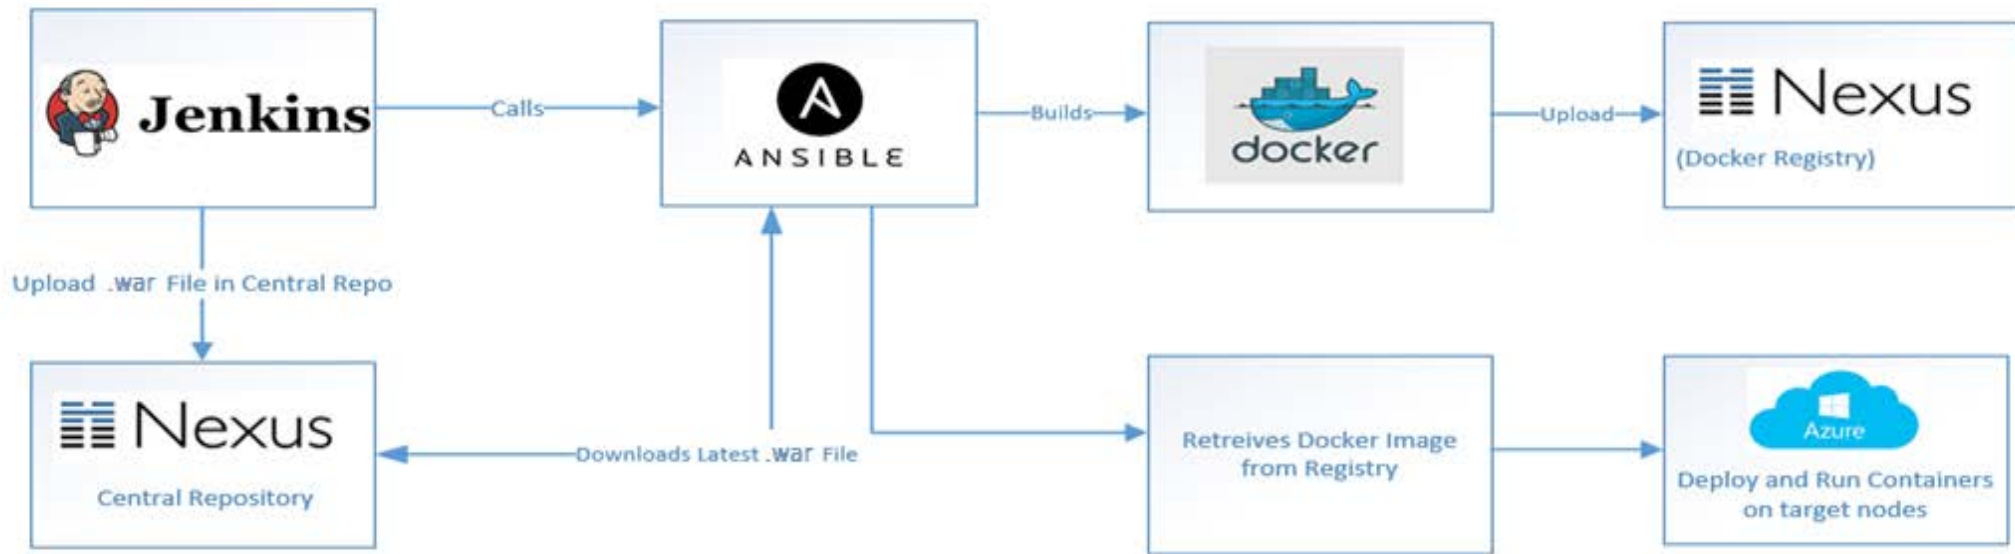 Jenkins
Calls
ANSIBLE
Builds
docker
Upload
Nexus
(Docker Registry)
Upload .war File in Central Repo
Nexus
Central Repository
Downloads Latest .war File
Retreives Docker Image
from Registry
Azure
Deploy and Run Containers
on target nodes